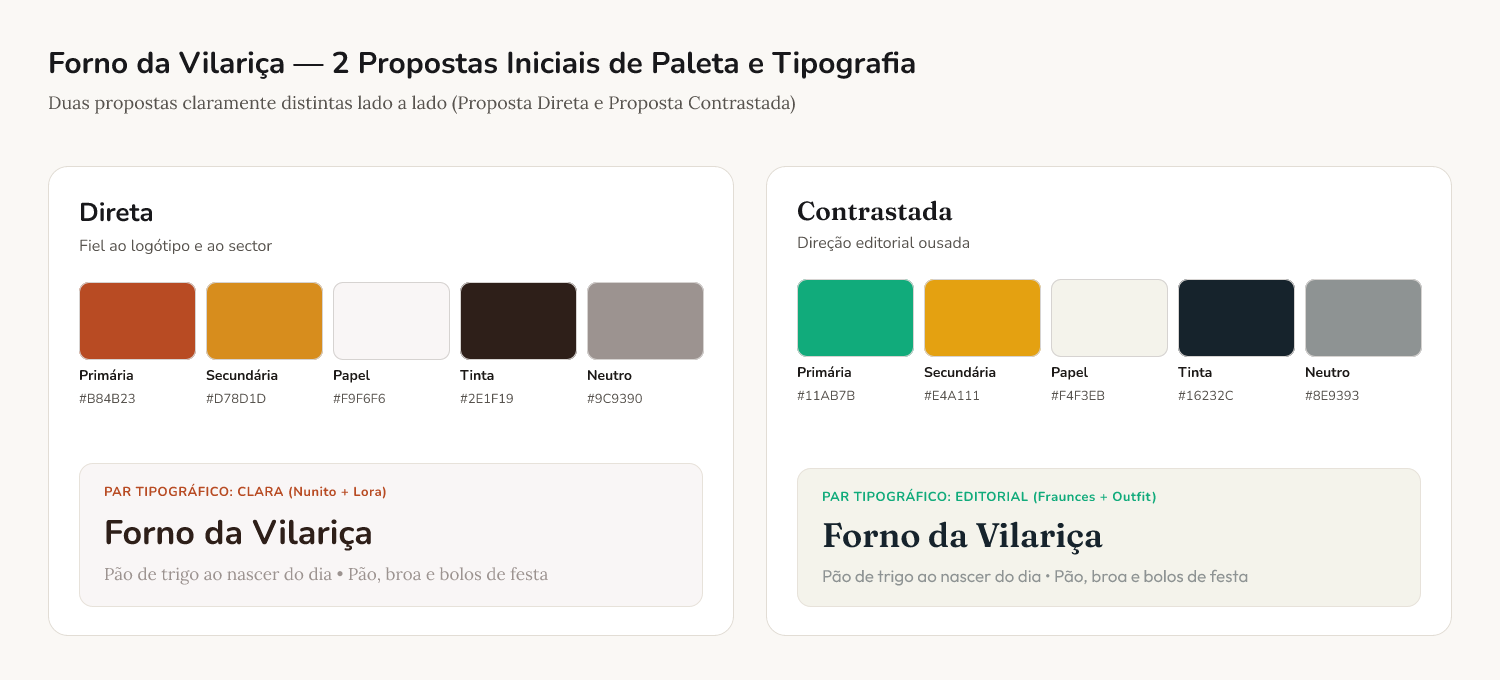 Forno da Vilariça — 2 Propostas Iniciais de Paleta e Tipografia
Duas propostas claramente distintas lado a lado (Proposta Direta e Proposta Contrastada)
Direta
Fiel ao logótipo e ao sector
Primária
Secundária
Papel
Tinta
Neutro
#B84B23
#D78D1D
#F9F6F6
#2E1F19
#9C9390
PAR TIPOGRÁFICO: CLARA (Nunito + Lora)
Forno da Vilariça
Pão de trigo ao nascer do dia • Pão, broa e bolos de festa
Contrastada
Direção editorial ousada
Primária
Secundária
Papel
Tinta
Neutro
#11AB7B
#E4A111
#F4F3EB
#16232C
#8E9393
PAR TIPOGRÁFICO: EDITORIAL (Fraunces + Outfit)
Forno da Vilariça
Pão de trigo ao nascer do dia • Pão, broa e bolos de festa